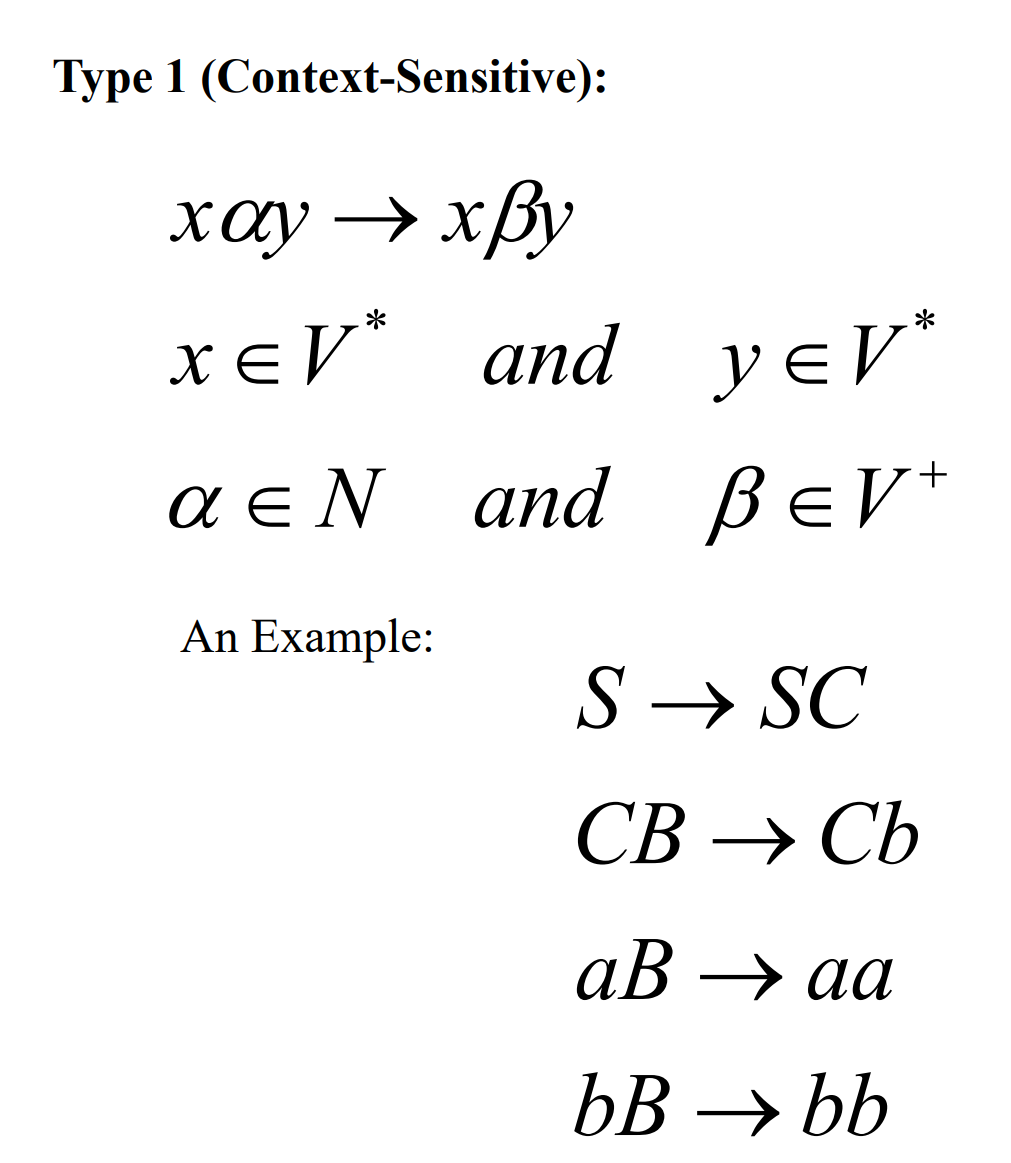 Type 1 (Context-Sensitive):
xαy → xβy
x ∈ V* and y ∈ V*
α ∈ N and β ∈ V⁺
An Example:
S → SC
CB → Cb
aB → aa
bB → bb